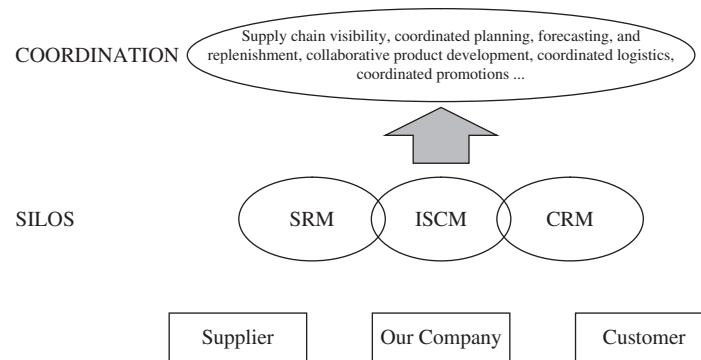 Supply chain visibility, coordinated planning, forecasting, and
COORDINATION replenishment, collaborative product development, coordinated logistics,
coordinated promotions ...
SILOS SRM ISCM CRM
Supplier Our Company Customer